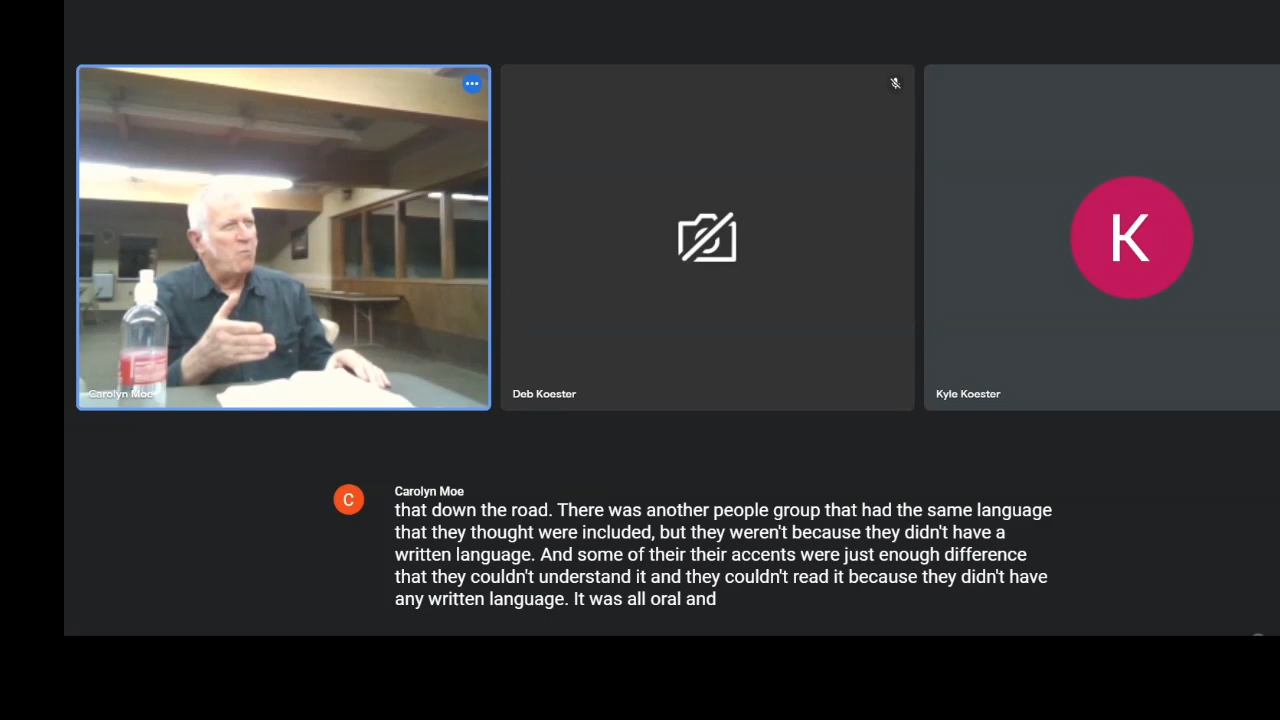 Carolyn Moe
Deb Koester
K
Kyle Koester
C
Carolyn Moe
that down the road. There was another people group that had the same language
that they thought were included, but they weren't because they didn't have a
written language. And some of their their accents were just enough difference
that they couldn't understand it and they couldn't read it because they didn't have
any written language. It was all oral and